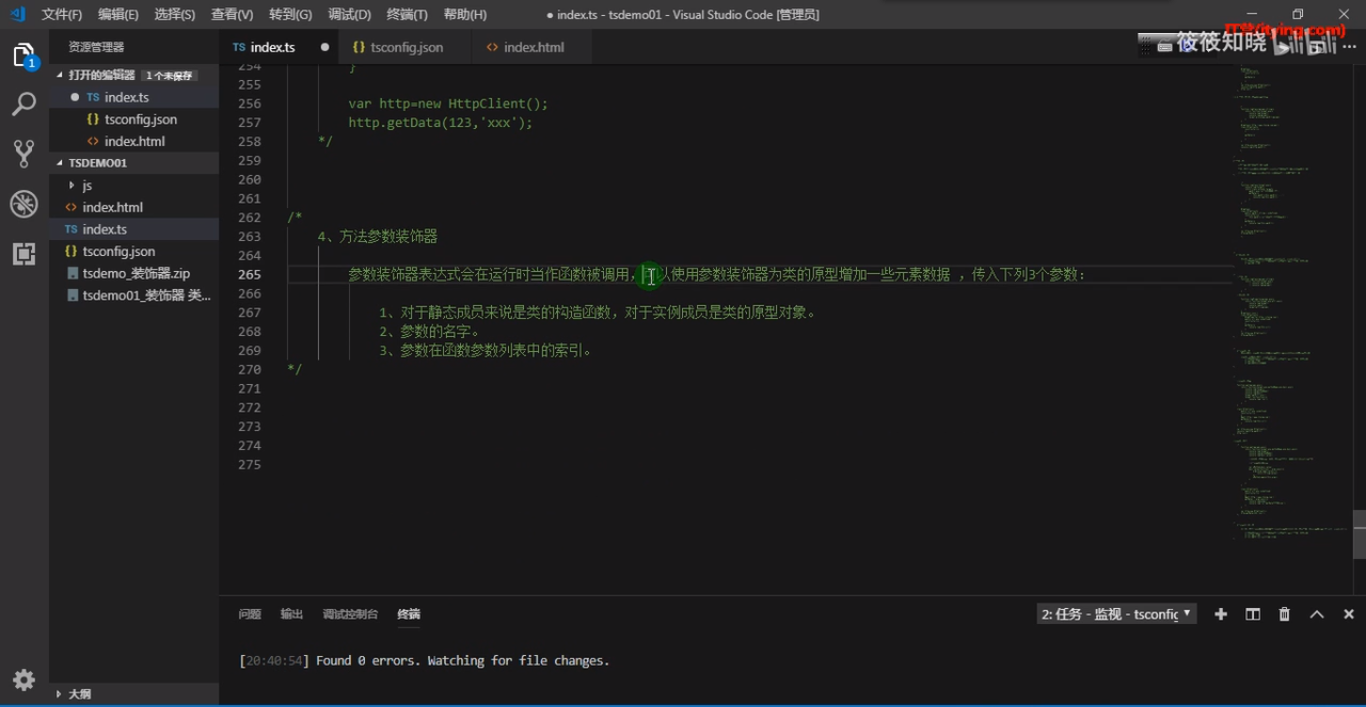 文件(F) 编辑(E) 选择(S) 查看(V) 转到(G) 调试(D) 终端(T) 帮助(H)
● index.ts - tsdemo01 - Visual Studio Code [管理员]
IT营(itying.com)
筱筱知晓 bilibili
资源管理器
TS index.ts
{} tsconfig.json
<> index.html
打开的编辑器 1 个未保存
TS index.ts
{} tsconfig.json
<> index.html
TSDEMO01
js
<> index.html
TS index.ts
{} tsconfig.json
tsdemo_装饰器.zip
tsdemo01_装饰器 类...
大纲
1
254 }
255
256 var http=new HttpClient();
257 http.getData(123,'xxx');
258 */
259
260
261
262 /*
263 4、方法参数装饰器
264
265 参数装饰器表达式会在运行时当作函数被调用，可以使用参数装饰器为类的原型增加一些元素数据 ，传入下列3个参数：
266
267 1、对于静态成员来说是类的构造函数，对于实例成员是类的原型对象。
268 2、参数的名字。
269 3、参数在函数参数列表中的索引。
270 */
271
272
273
274
275
问题 输出 调试控制台 终端
2: 任务 - 监视 - tsconfig
[20:40:54] Found 0 errors. Watching for file changes.